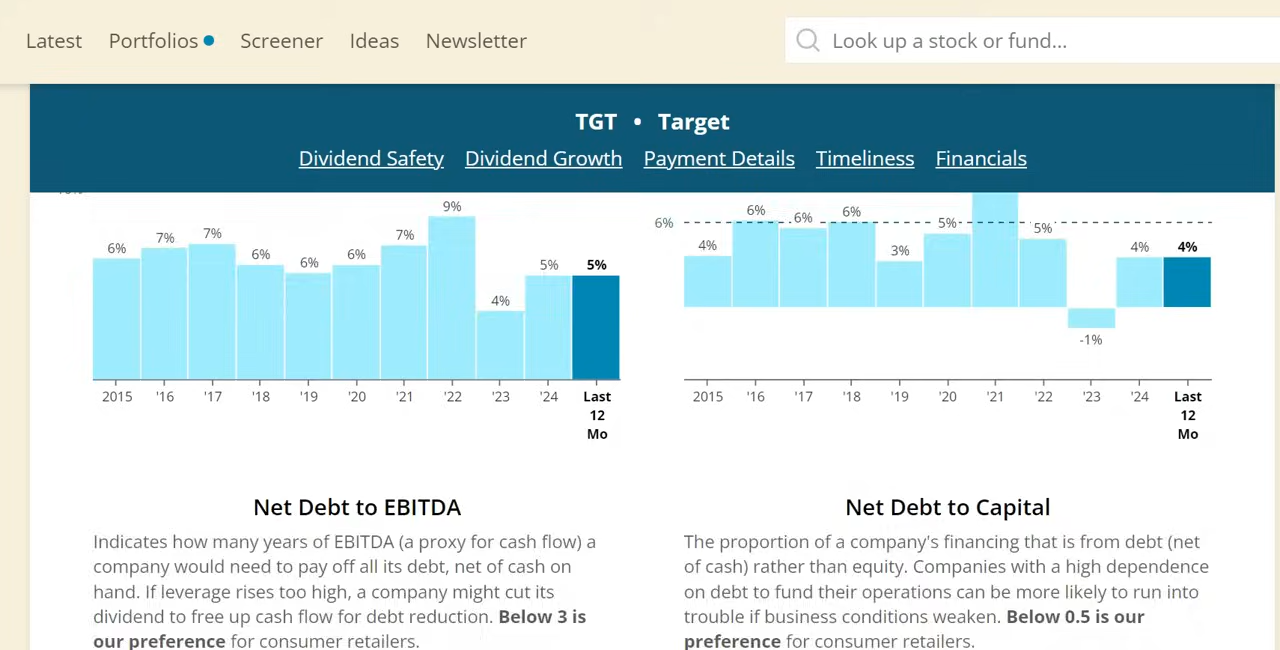 Latest Portfolios Screener Ideas Newsletter
Look up a stock or fund...
TGT • Target
Dividend Safety Dividend Growth Payment Details Timeliness Financials
6% 7% 7% 6% 6% 6% 7% 9% 4% 5% 5%
2015 '16 '17 '18 '19 '20 '21 '22 '23 '24 Last
12
Mo
6%
4% 6% 6% 6% 3% 5% 5% -1% 4% 4%
2015 '16 '17 '18 '19 '20 '21 '22 '23 '24 Last
12
Mo
Net Debt to EBITDA
Indicates how many years of EBITDA (a proxy for cash flow) a
company would need to pay off all its debt, net of cash on
hand. If leverage rises too high, a company might cut its
dividend to free up cash flow for debt reduction. Below 3 is
our preference for consumer retailers.
Net Debt to Capital
The proportion of a company's financing that is from debt (net
of cash) rather than equity. Companies with a high dependence
on debt to fund their operations can be more likely to run into
trouble if business conditions weaken. Below 0.5 is our
preference for consumer retailers.